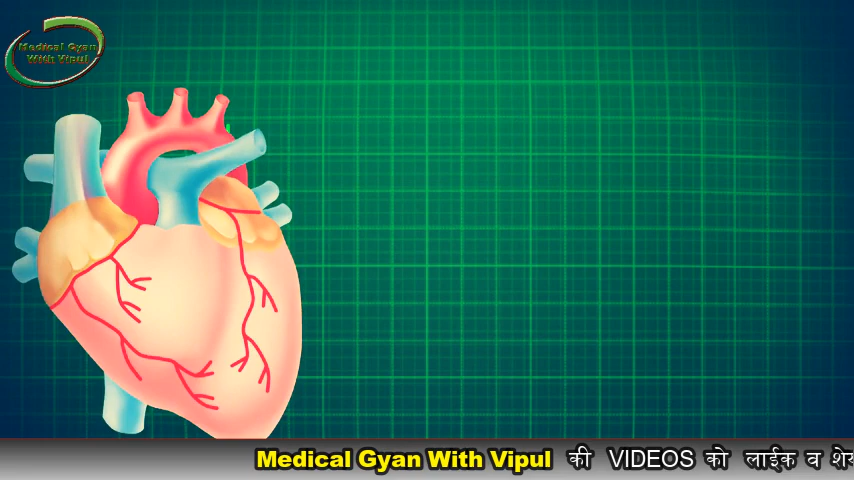 Medical Gyan
With Vipul
Medical Gyan With Vipul की VIDEOS को लाईक व